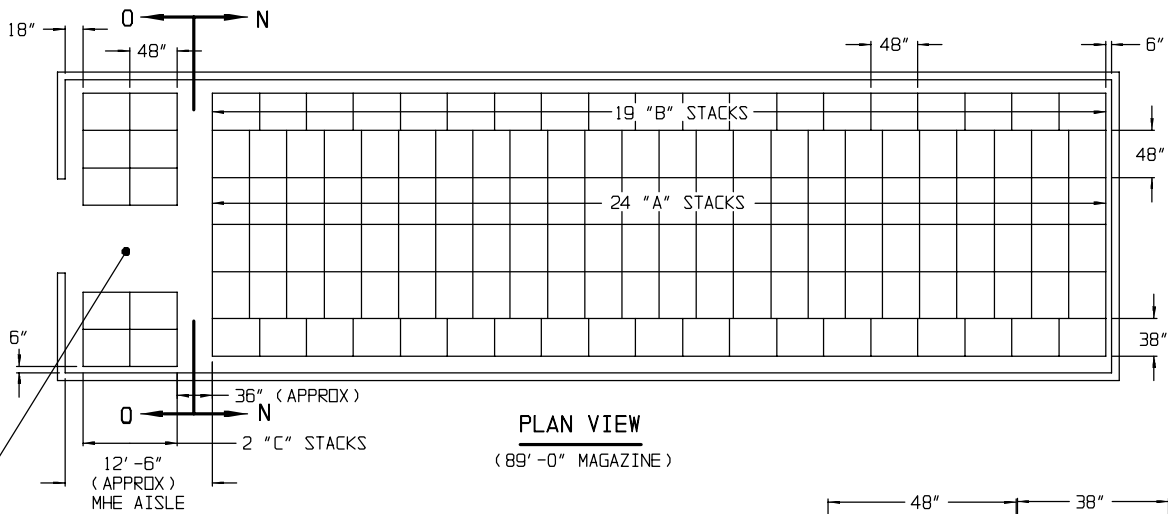 O N
18"
48"
48"
6"
19 "B" STACKS
48"
24 "A" STACKS
6"
38"
36" (APPROX)
O N
PLAN VIEW
2 "C" STACKS
(89'-0" MAGAZINE)
12'-6"
(APPROX)
MHE AISLE
48" 38"